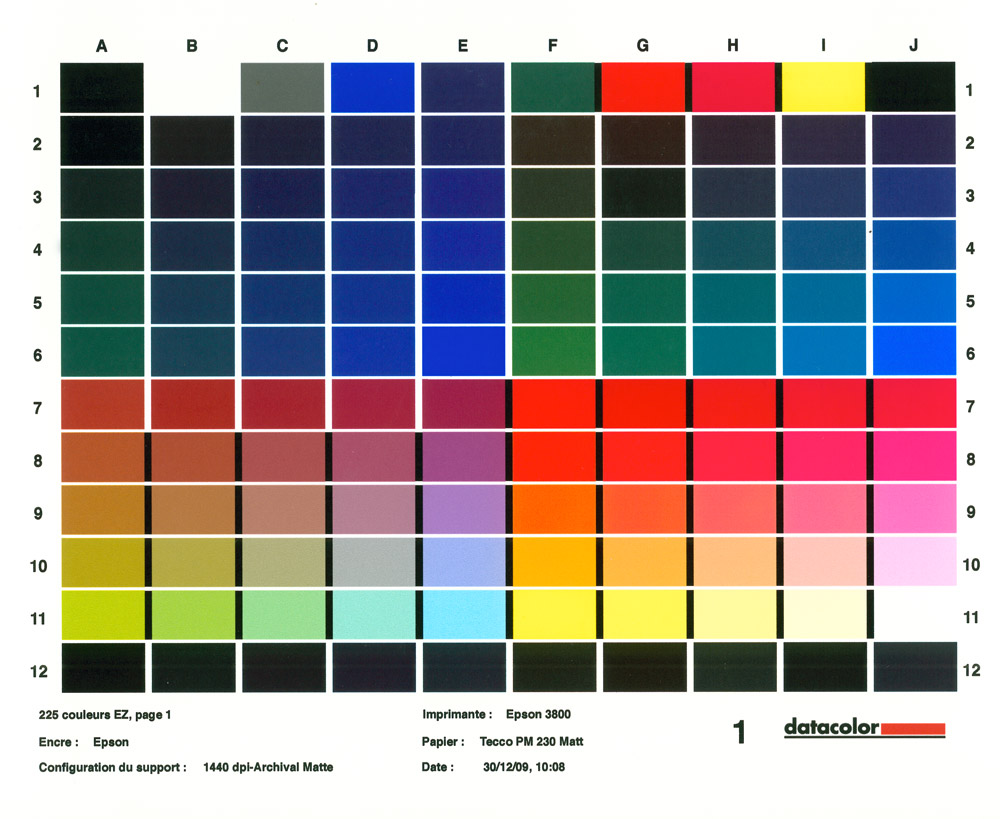 A B C D E F G H I J
1 1
2 2
3 3
4 4
5 5
6 6
7 7
8 8
9 9
10 10
11 11
12 12
225 couleurs EZ, page 1
Imprimante : Epson 3800
1 datacolor
Encre : Epson
Papier : Tecco PM 230 Matt
Configuration du support : 1440 dpi-Archival Matte
Date : 30/12/09, 10:08